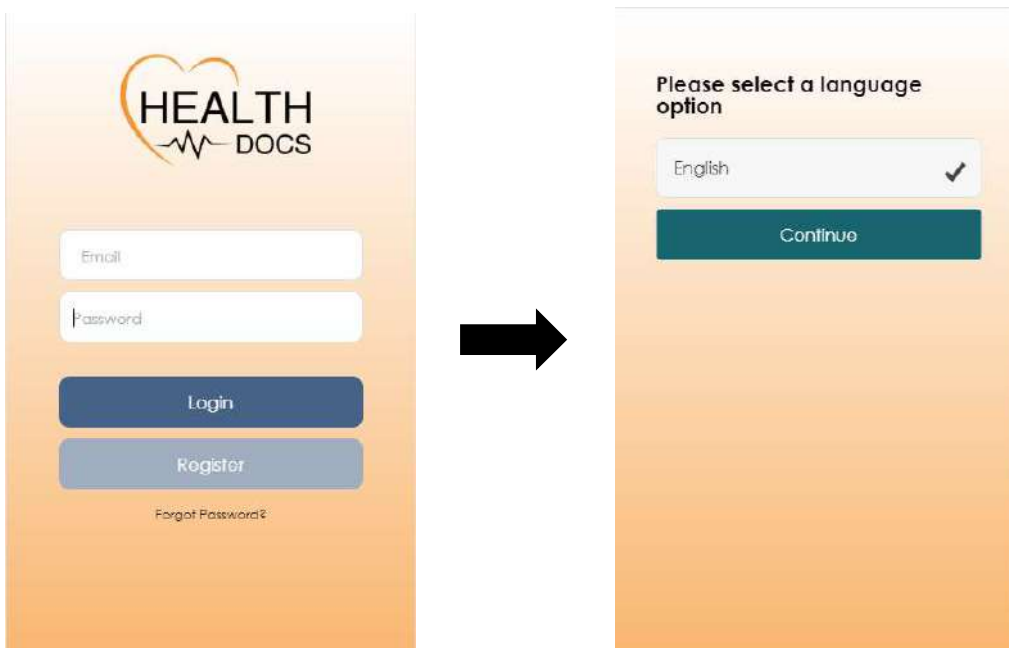 HEALTH
DOCS
Email
Password
Login
Register
Forgot Password?
Please select a language
option
English
Continue